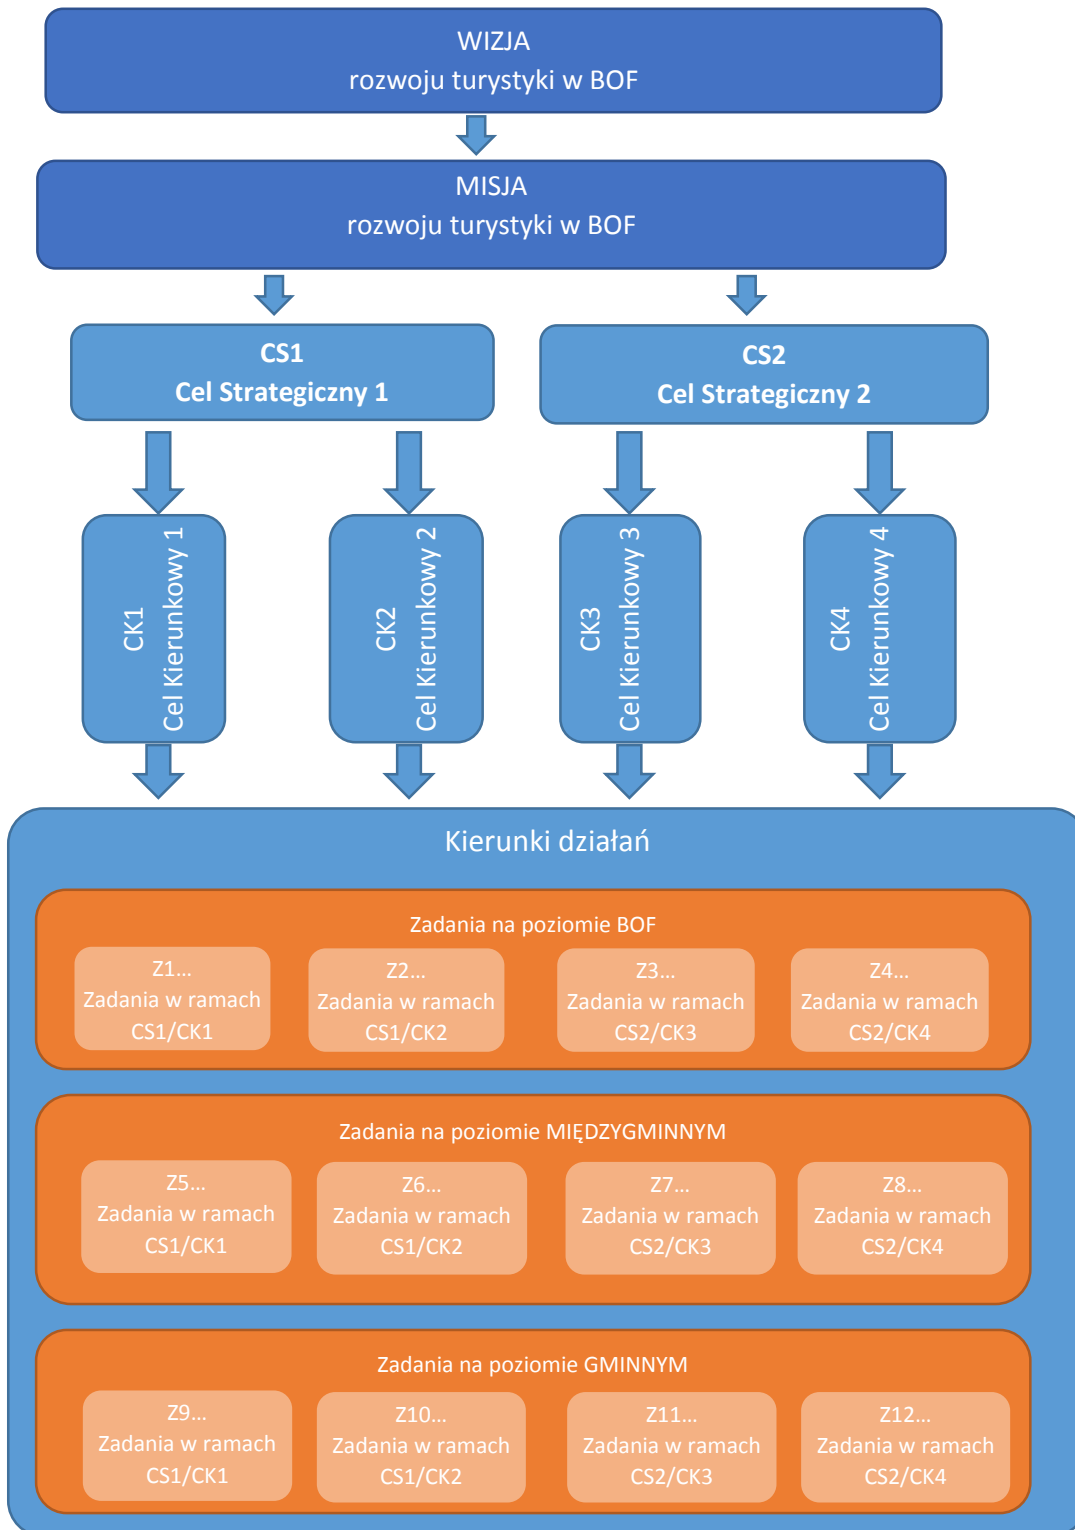 WIZJA
rozwoju turystyki w BOF
MISJA
rozwoju turystyki w BOF
CS1
Cel Strategiczny 1
CS2
Cel Strategiczny 2
CK1
Cel Kierunkowy 1
CK2
Cel Kierunkowy 2
CK3
Cel Kierunkowy 3
CK4
Cel Kierunkowy 4
Kierunki działań
Zadania na poziomie BOF
Z1...
Zadania w ramach
CS1/CK1
Z2...
Zadania w ramach
CS1/CK2
Z3...
Zadania w ramach
CS2/CK3
Z4...
Zadania w ramach
CS2/CK4
Zadania na poziomie MIĘDZYGMINNYM
Z5...
Zadania w ramach
CS1/CK1
Z6...
Zadania w ramach
CS1/CK2
Z7...
Zadania w ramach
CS2/CK3
Z8...
Zadania w ramach
CS2/CK4
Zadania na poziomie GMINNYM
Z9...
Zadania w ramach
CS1/CK1
Z10...
Zadania w ramach
CS1/CK2
Z11...
Zadania w ramach
CS2/CK3
Z12...
Zadania w ramach
CS2/CK4